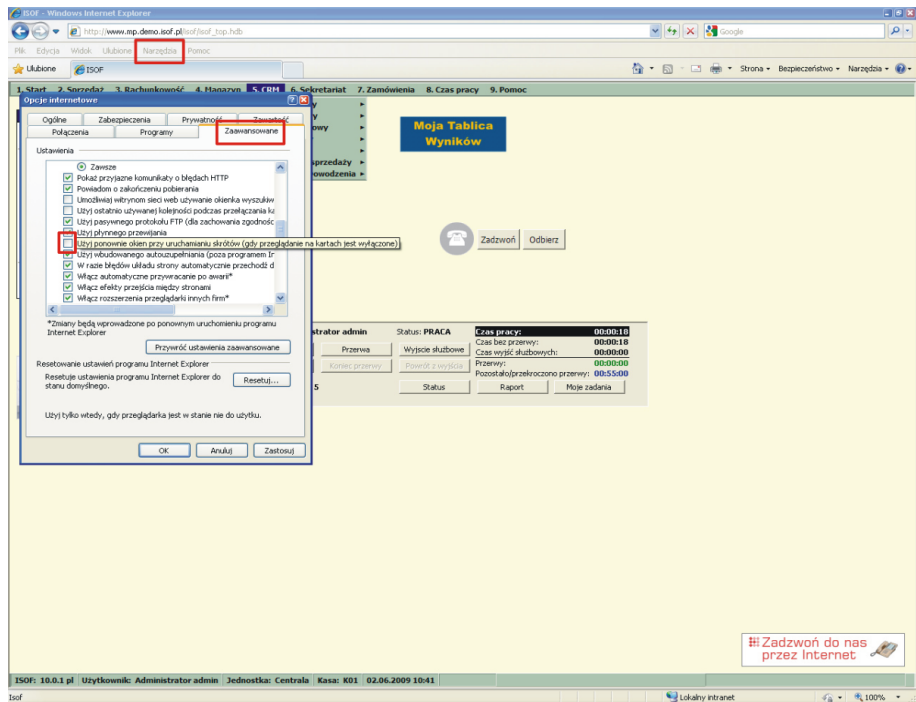 ISOF - Windows Internet Explorer
http://www.mp.demo.isof.pl/isof/isof_top.hdb
Google
Plik Edycja Widok Ulubione Narzędzia Pomoc
Ulubione ISOF
Strona Bezpieczeństwo Narzędzia
1. Start 2. Sprzedaż 3. Rachunkowość 4. Magazyn 5. CRM 6. Sekretariat 7. Zamówienia 8. Czas pracy 9. Pomoc
Opcje internetowe
Ogólne Zabezpieczenia Prywatność Zawartość
Połączenia Programy Zaawansowane
Ustawienia
Zawsze
Pokaż przyjazne komunikaty o błędach HTTP
Powiadom o zakończeniu pobierania
Umożliwiaj witrynom sieci web używanie okienka wyszukiw
Użyj ostatnio używanej kolejności podczas przełączania ka
Użyj pasywnego protokołu FTP (dla zachowania zgodnośc
Użyj płynnego przewijania
Użyj ponownie okien przy uruchamianiu skrótów (gdy przeglądanie na kartach jest wyłączone)
Użyj wbudowanego autouzupełniania (poza programem Ir
W razie błędów układu strony automatycznie przechodź d
Włącz automatyczne przywracanie po awarii*
Włącz efekty przejścia między stronami
Włącz rozszerzenia przeglądarki innych firm*
*Zmiany będą wprowadzone po ponownym uruchomieniu programu
Internet Explorer
Przywróć ustawienia zaawansowane
Resetowanie ustawień programu Internet Explorer
Resetuje ustawienia programu Internet Explorer do
stanu domyślnego.
Resetuj...
Użyj tylko wtedy, gdy przeglądarka jest w stanie nie do użytku.
OK Anuluj Zastosuj
y
y
owy
sprzedaży
owodzenia
Moja Tablica
Wyników
Zadzwoń Odbierz
strator admin Status: PRACA
Przerwa Wyjscie służbowe
Koniec przerwy Powrót z wyjścia
5 Status
Czas pracy: 00:00:18
Czas bez przerwy: 00:00:18
Czas wyjść służbowych: 00:00:00
Przerwy: 00:00:00
Pozostało/przekroczono przerwy: 00:55:00
Raport Moje zadania
Zadzwoń do nas
przez Internet
ISOF: 10.0.1 pl Użytkownik: Administrator admin Jednostka: Centrala Kasa: K01 02.06.2009 10:41
Isof Lokalny intranet 100%